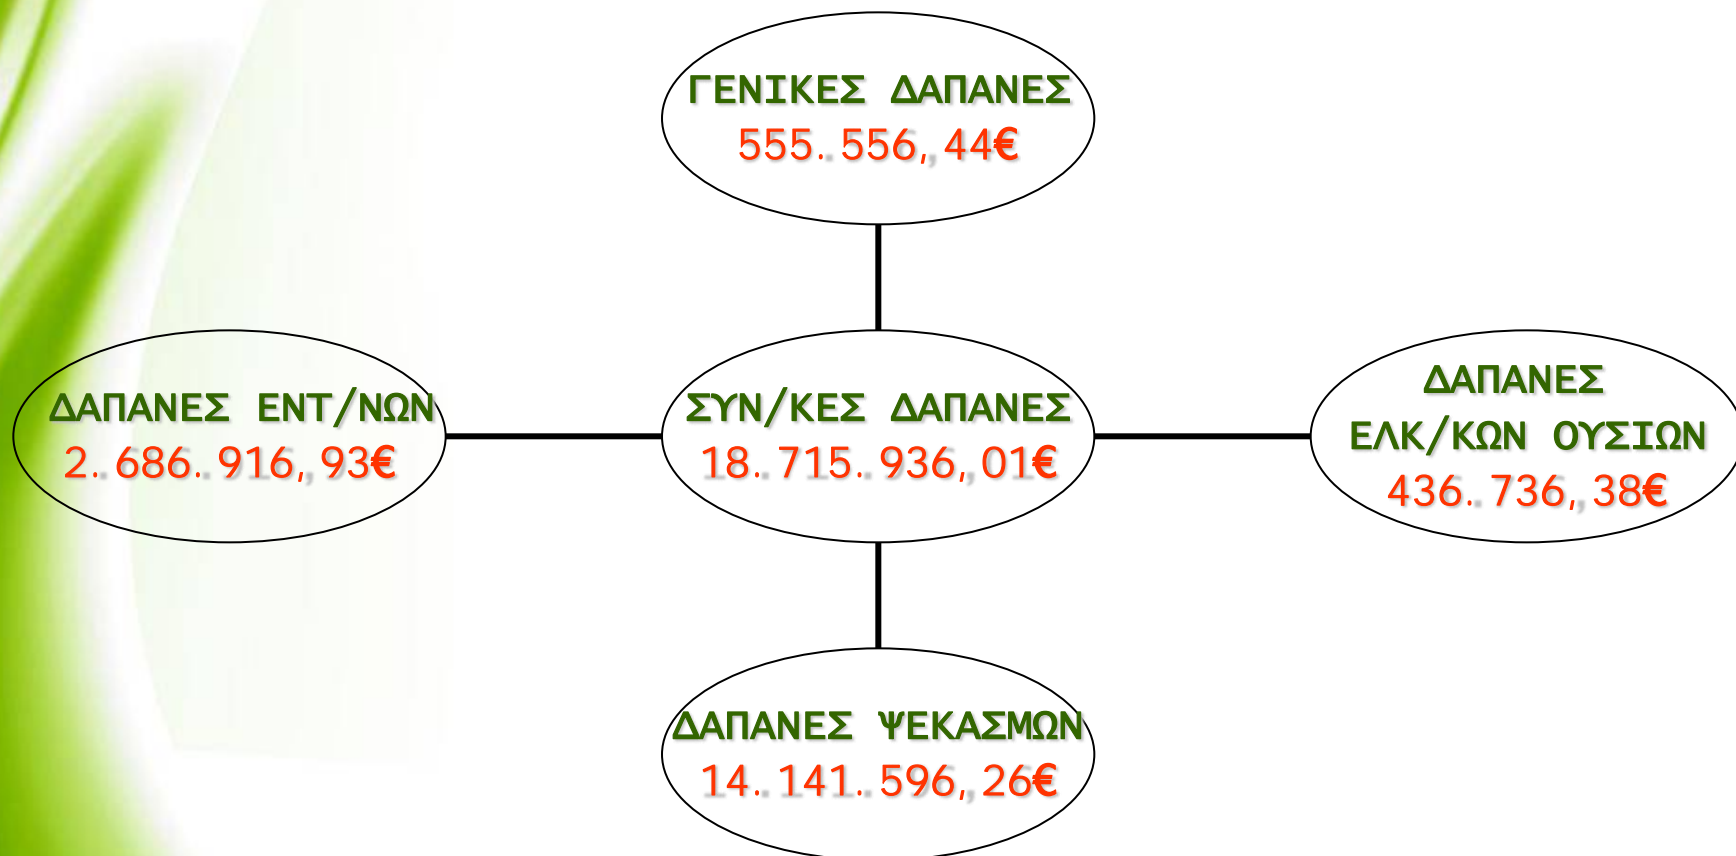 ΓΕΝΙΚΕΣ ΔΑΠΑΝΕΣ
555.556,44€
ΔΑΠΑΝΕΣ ΕΝΤ/ΝΩΝ
2.686.916,93€
ΣΥΝ/ΚΕΣ ΔΑΠΑΝΕΣ
18.715.936,01€
ΔΑΠΑΝΕΣ
ΕΛΚ/ΚΩΝ ΟΥΣΙΩΝ
436.736,38€
ΔΑΠΑΝΕΣ ΨΕΚΑΣΜΩΝ
14.141.596,26€